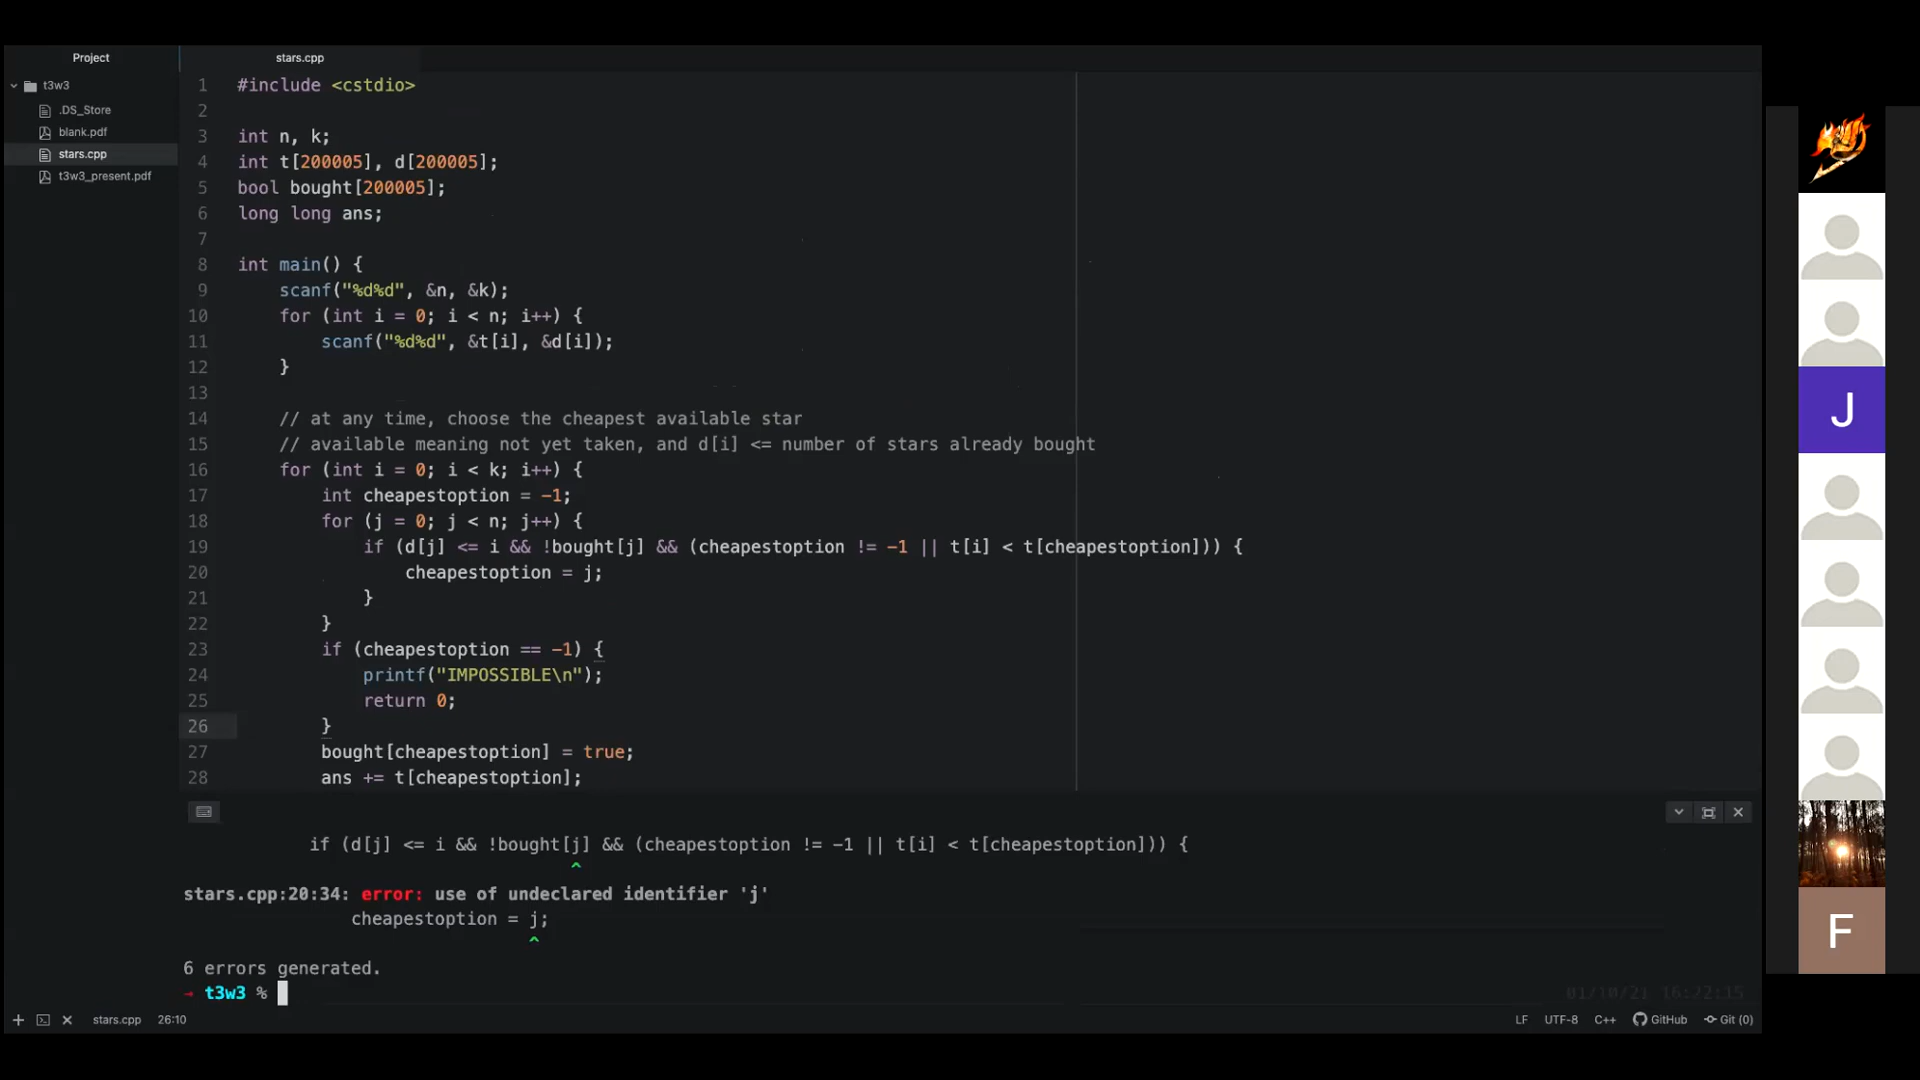 Project
stars.cpp
t3w3
.DS_Store
blank.pdf
stars.cpp
t3w3_present.pdf
1 #include <cstdio>
2
3 int n, k;
4 int t[200005], d[200005];
5 bool bought[200005];
6 long long ans;
7
8 int main() {
9     scanf("%d%d", &n, &k);
10     for (int i = 0; i < n; i++) {
11         scanf("%d%d", &t[i], &d[i]);
12     }
13
14     // at any time, choose the cheapest available star
15     // available meaning not yet taken, and d[i] <= number of stars already bought
16     for (int i = 0; i < k; i++) {
17         int cheapestoption = -1;
18         for (j = 0; j < n; j++) {
19             if (d[j] <= i && !bought[j] && (cheapestoption != -1 || t[i] < t[cheapestoption])) {
20                 cheapestoption = j;
21             }
22         }
23         if (cheapestoption == -1) {
24             printf("IMPOSSIBLE\n");
25             return 0;
26         }
27         bought[cheapestoption] = true;
28         ans += t[cheapestoption];
if (d[j] <= i && !bought[j] && (cheapestoption != -1 || t[i] < t[cheapestoption])) {
^
stars.cpp:20:34: error: use of undeclared identifier 'j'
cheapestoption = j;
^
6 errors generated.
→ t3w3 %
01/10/21 16:22:15
stars.cpp 26:10
LF UTF-8 C++ GitHub Git (0)
J
F